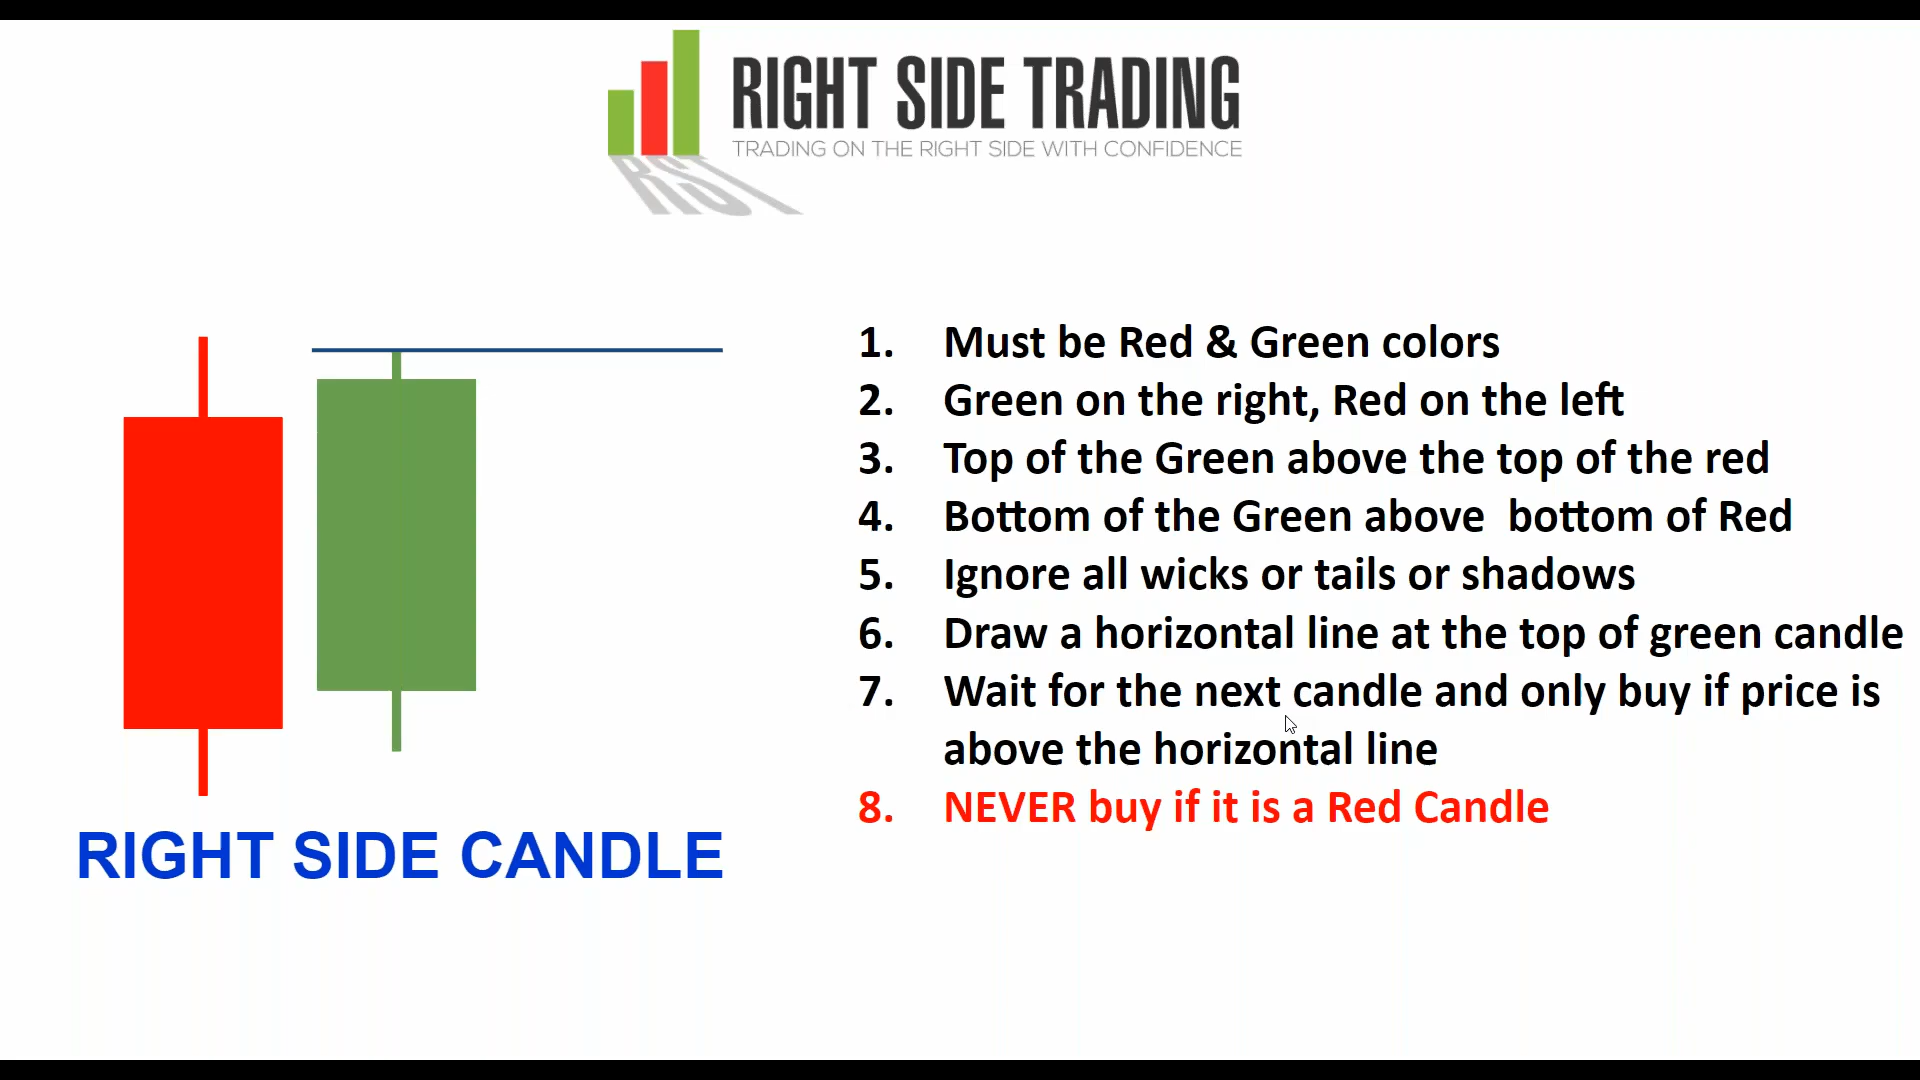 RIGHT SIDE TRADING
TRADING ON THE RIGHT SIDE WITH CONFIDENCE
RST
1. Must be Red & Green colors
2. Green on the right, Red on the left
3. Top of the Green above the top of the red
4. Bottom of the Green above bottom of Red
5. Ignore all wicks or tails or shadows
6. Draw a horizontal line at the top of green candle
7. Wait for the next candle and only buy if price is
above the horizontal line
8. NEVER buy if it is a Red Candle
RIGHT SIDE CANDLE